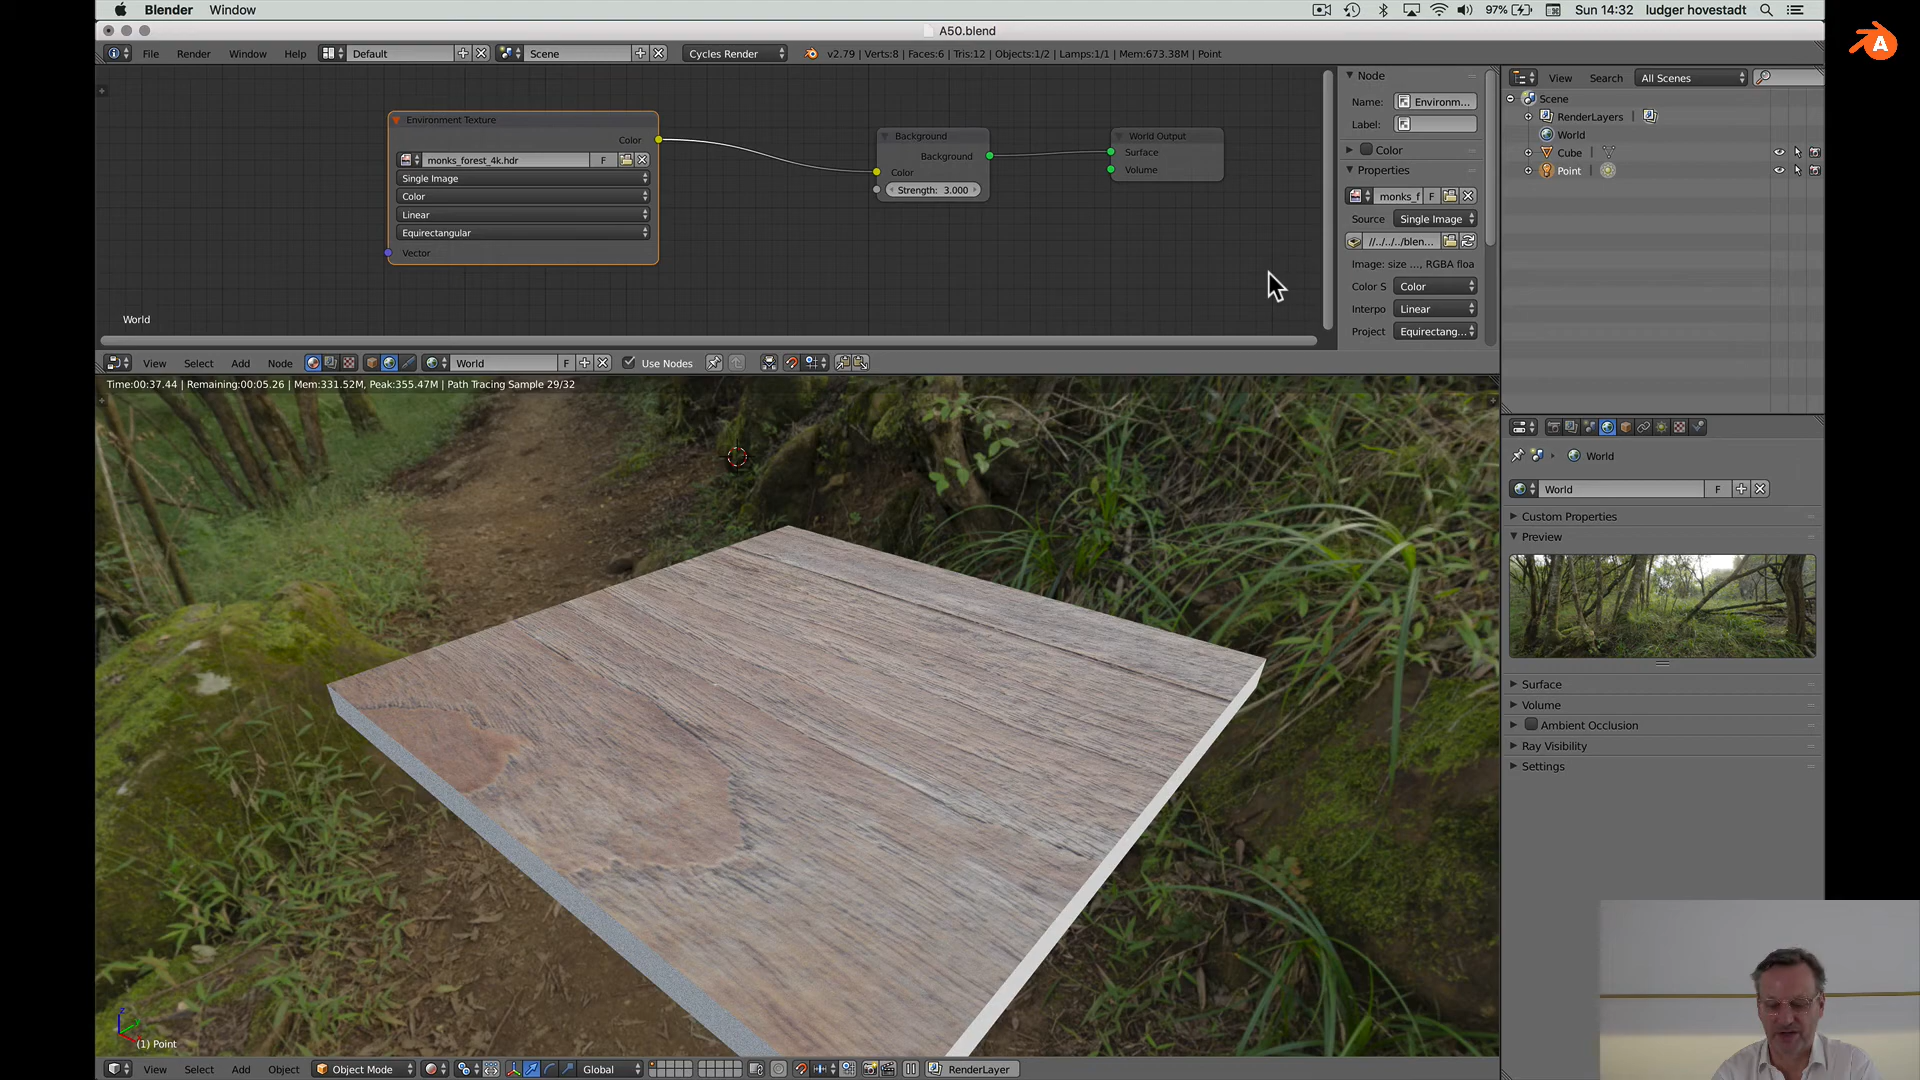 Blender Window 97% Sun 14:32 ludger hovestadt
A50.blend
File Render Window Help Default Scene Cycles Render v2.79 | Verts:8 | Faces:6 | Tris:12 | Objects:1/2 | Lamps:1/1 | Mem:673.38M | Point
View Search All Scenes
Environment Texture
Color
monks_forest_4k.hdr F
Single Image
Color
Linear
Equirectangular
Vector
Background
Background
Color
Strength: 3.000
World Output
Surface
Volume
World
Node
Name: Environm...
Label:
Color
Properties
monks_f F
Source Single Image
//../../../blen...
Image: size ..., RGBA floa
Color S Color
Interpo Linear
Project Equirectang...
Scene
RenderLayers
World
Cube
Point
View Select Add Node World F Use Nodes
Time:00:37.44 | Remaining:00:05.26 | Mem:331.52M, Peak:355.47M | Path Tracing Sample 29/32
World
World F
Custom Properties
Preview
Surface
Volume
Ambient Occlusion
Ray Visibility
Settings
(1) Point
View Select Add Object Object Mode Global RenderLayer
A